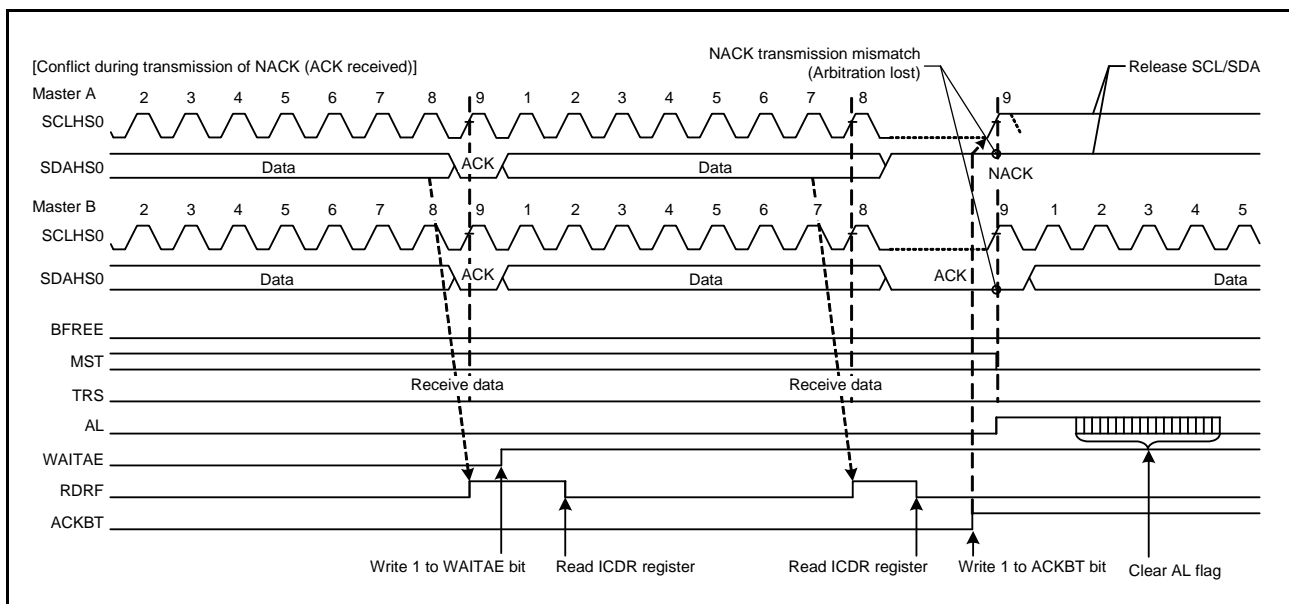 NACK transmission mismatch
(Arbitration lost)
Release SCL/SDA
[Conflict during transmission of NACK (ACK received)]
Master A
2 3 4 5 6 7 8 9 1 2 3 4 5 6 7 8 9
SCLHS0
SDAHS0
Data ACK Data NACK
Master B
2 3 4 5 6 7 8 9 1 2 3 4 5 6 7 8 9 1 2 3 4 5
SCLHS0
SDAHS0
Data ACK Data ACK Data
BFREE
MST
Receive data Receive data
TRS
AL
WAITAE
RDRF
ACKBT
Write 1 to WAITAE bit Read ICDR register Read ICDR register Write 1 to ACKBT bit Clear AL flag